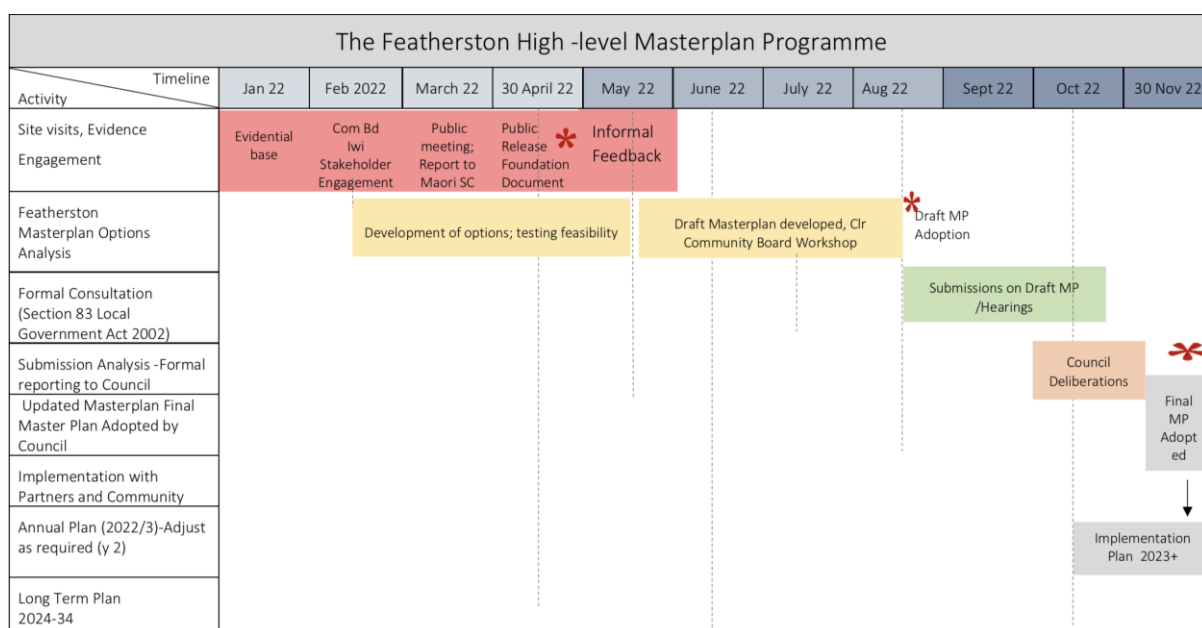 The Featherston High -level Masterplan Programme
Timeline
Activity
Jan 22
Feb 2022
March 22
30 April 22
May 22
June 22
July 22
Aug 22
Sept 22
Oct 22
30 Nov 22
Site visits, Evidence
Engagement
Evidential
base
Com Bd
Iwi
Stakeholder
Engagement
Public
meeting;
Report to
Maori SC
Public
Release
Foundation
Document
*
Informal
Feedback
Featherston
Masterplan Options
Analysis
Development of options; testing feasibility
Draft Masterplan developed, Clr
Community Board Workshop
*
Draft MP
Adoption
Formal Consultation
(Section 83 Local
Government Act 2002)
Submissions on Draft MP
/Hearings
Submission Analysis -Formal
reporting to Council
Council
Deliberations
*
Updated Masterplan Final
Master Plan Adopted by
Council
Final
MP
Adopt
ed
Implementation with
Partners and Community
Annual Plan (2022/3)-Adjust
as required (y 2)
Implementation
Plan 2023+
Long Term Plan
2024-34